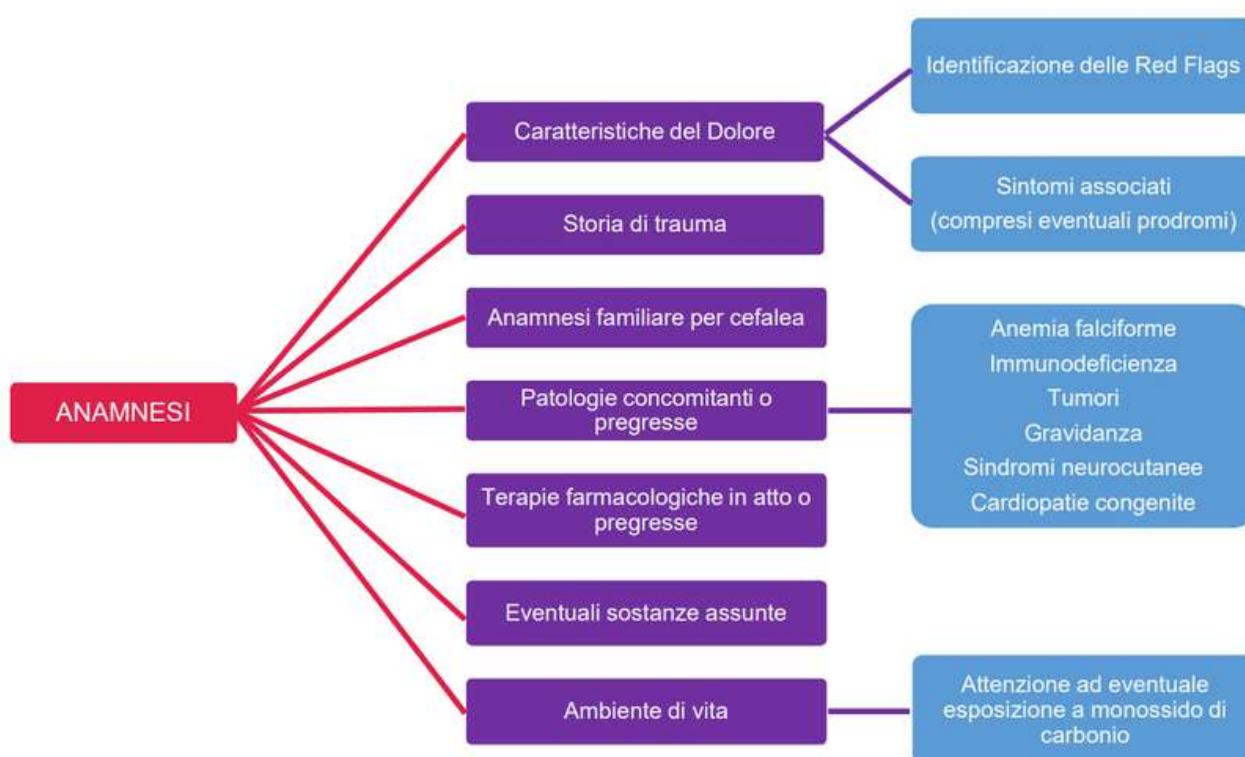 ANAMNESI
Caratteristiche del Dolore
Identificazione delle Red Flags
Sintomi associati
(compresi eventuali prodromi)
Storia di trauma
Anamnesi familiare per cefalea
Patologie concomitanti o
pregresse
Anemia falciforme
Immunodeficienza
Tumori
Gravidanza
Sindromi neurocutanee
Cardiopatie congenite
Terapie farmacologiche in atto o
pregresse
Eventuali sostanze assunte
Ambiente di vita
Attenzione ad eventuale
esposizione a monossido di
carbonio